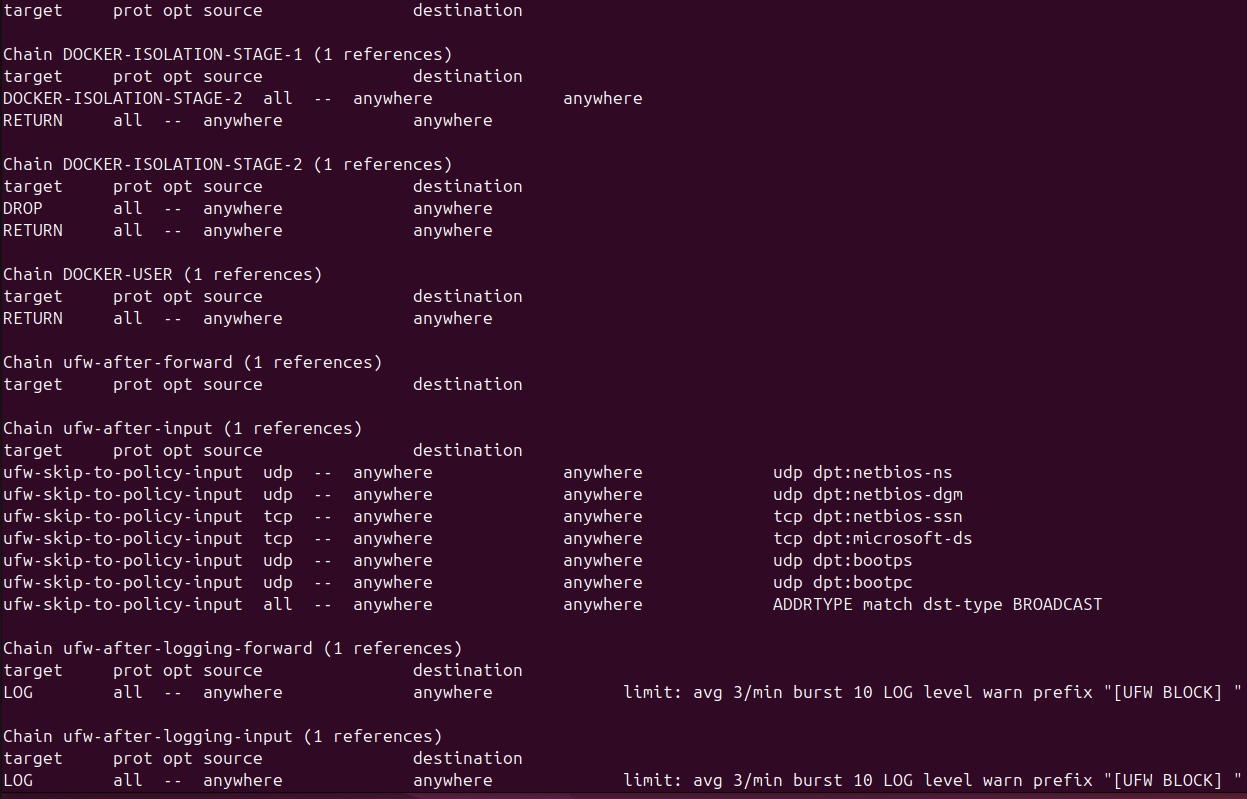 target     prot opt source               destination

Chain DOCKER-ISOLATION-STAGE-1 (1 references)
target     prot opt source               destination
DOCKER-ISOLATION-STAGE-2  all  --  anywhere             anywhere
RETURN     all  --  anywhere             anywhere

Chain DOCKER-ISOLATION-STAGE-2 (1 references)
target     prot opt source               destination
DROP       all  --  anywhere             anywhere
RETURN     all  --  anywhere             anywhere

Chain DOCKER-USER (1 references)
target     prot opt source               destination
RETURN     all  --  anywhere             anywhere

Chain ufw-after-forward (1 references)
target     prot opt source               destination

Chain ufw-after-input (1 references)
target     prot opt source               destination
ufw-skip-to-policy-input  udp  --  anywhere             anywhere             udp dpt:netbios-ns
ufw-skip-to-policy-input  udp  --  anywhere             anywhere             udp dpt:netbios-dgm
ufw-skip-to-policy-input  tcp  --  anywhere             anywhere             tcp dpt:netbios-ssn
ufw-skip-to-policy-input  tcp  --  anywhere             anywhere             tcp dpt:microsoft-ds
ufw-skip-to-policy-input  udp  --  anywhere             anywhere             udp dpt:bootps
ufw-skip-to-policy-input  udp  --  anywhere             anywhere             udp dpt:bootpc
ufw-skip-to-policy-input  all  --  anywhere             anywhere             ADDRTYPE match dst-type BROADCAST

Chain ufw-after-logging-forward (1 references)
target     prot opt source               destination
LOG        all  --  anywhere             anywhere             limit: avg 3/min burst 10 LOG level warn prefix "[UFW BLOCK] "

Chain ufw-after-logging-input (1 references)
target     prot opt source               destination
LOG        all  --  anywhere             anywhere             limit: avg 3/min burst 10 LOG level warn prefix "[UFW BLOCK] "